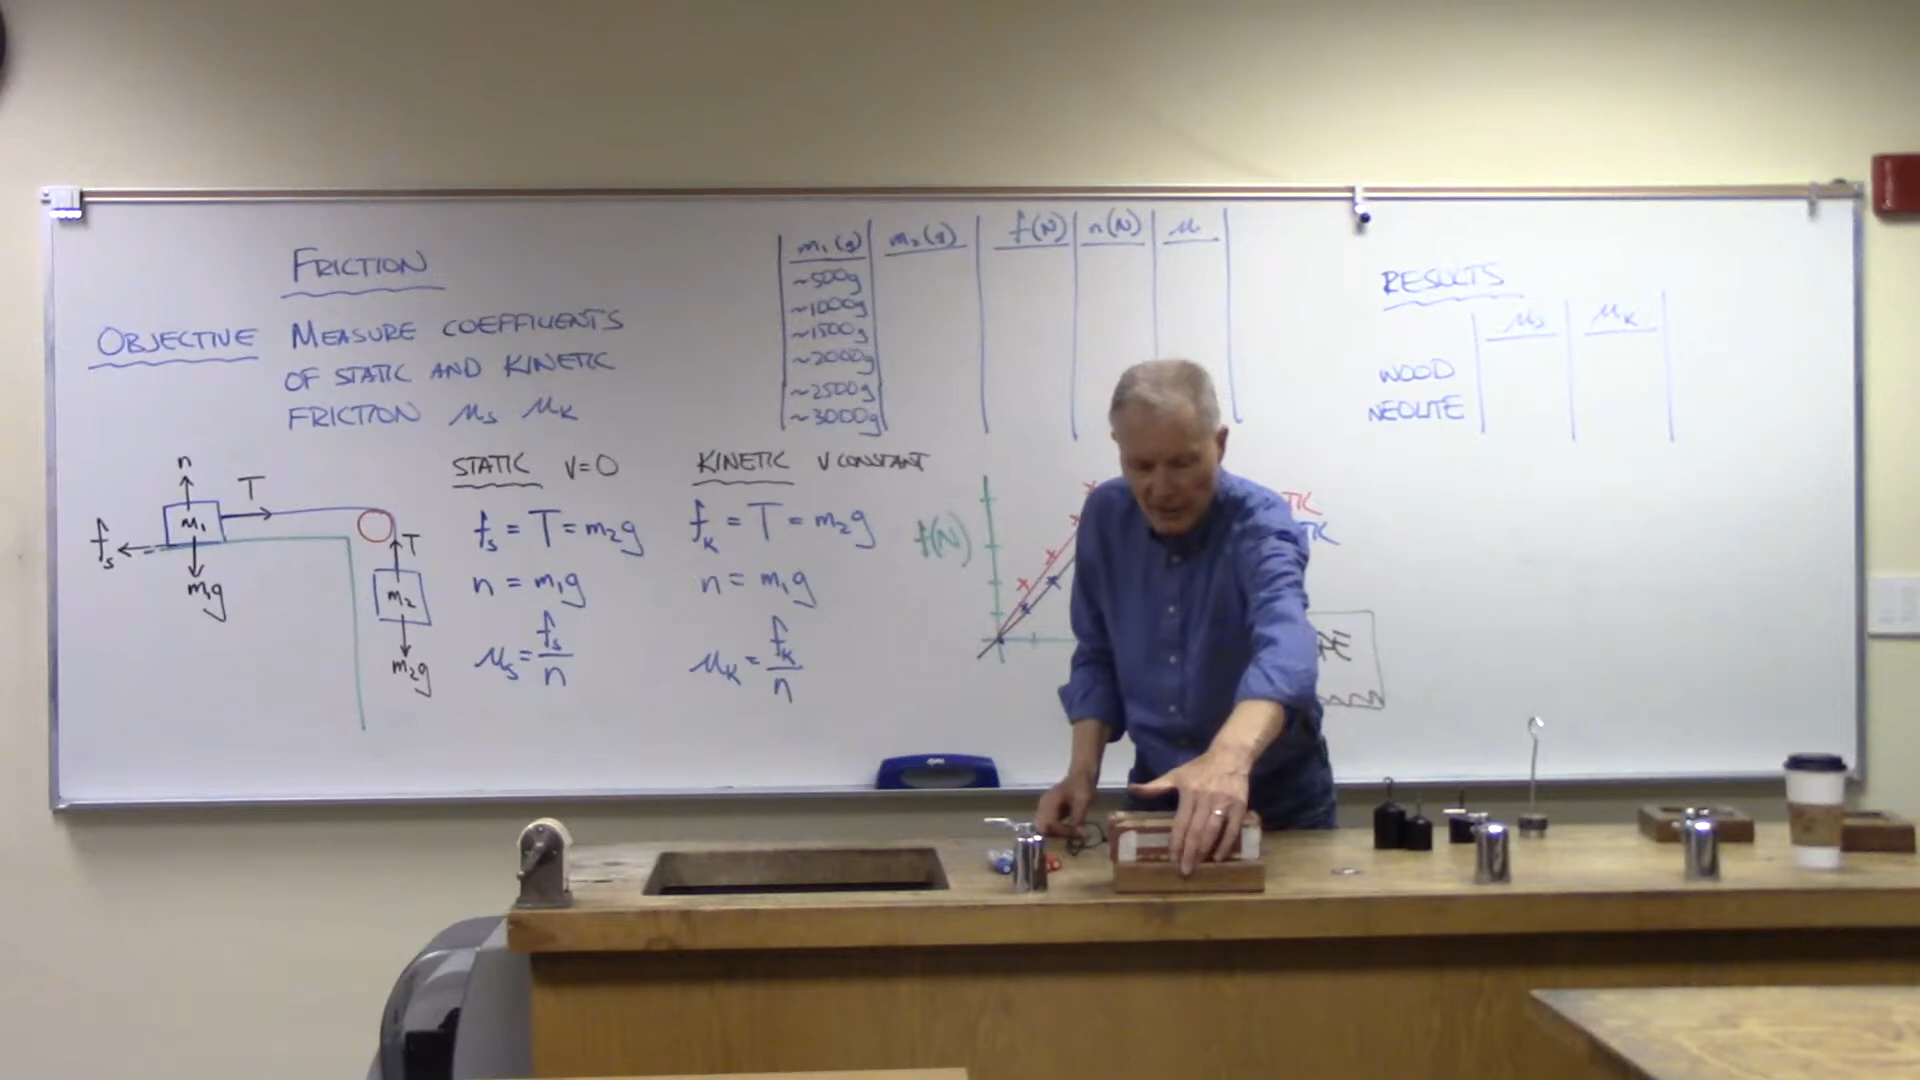 FRICTION
OBJECTIVE MEASURE COEFFICIENTS
OF STATIC AND KINETIC
FRICTION μs μK
n
T
m1
fs
m1g
T
m2
m2g
STATIC v=0
fs = T = m2g
n = m1g
μs = fs/n
KINETIC v CONSTANT
fK = T = m2g
n = m1g
μK = fK/n
m1(g) m2(g) f(N) n(N) μ
~500g
~1000g
~1500g
~2000g
~2500g
~3000g
f(N)
RESULTS
μs μK
WOOD
NEOLITE